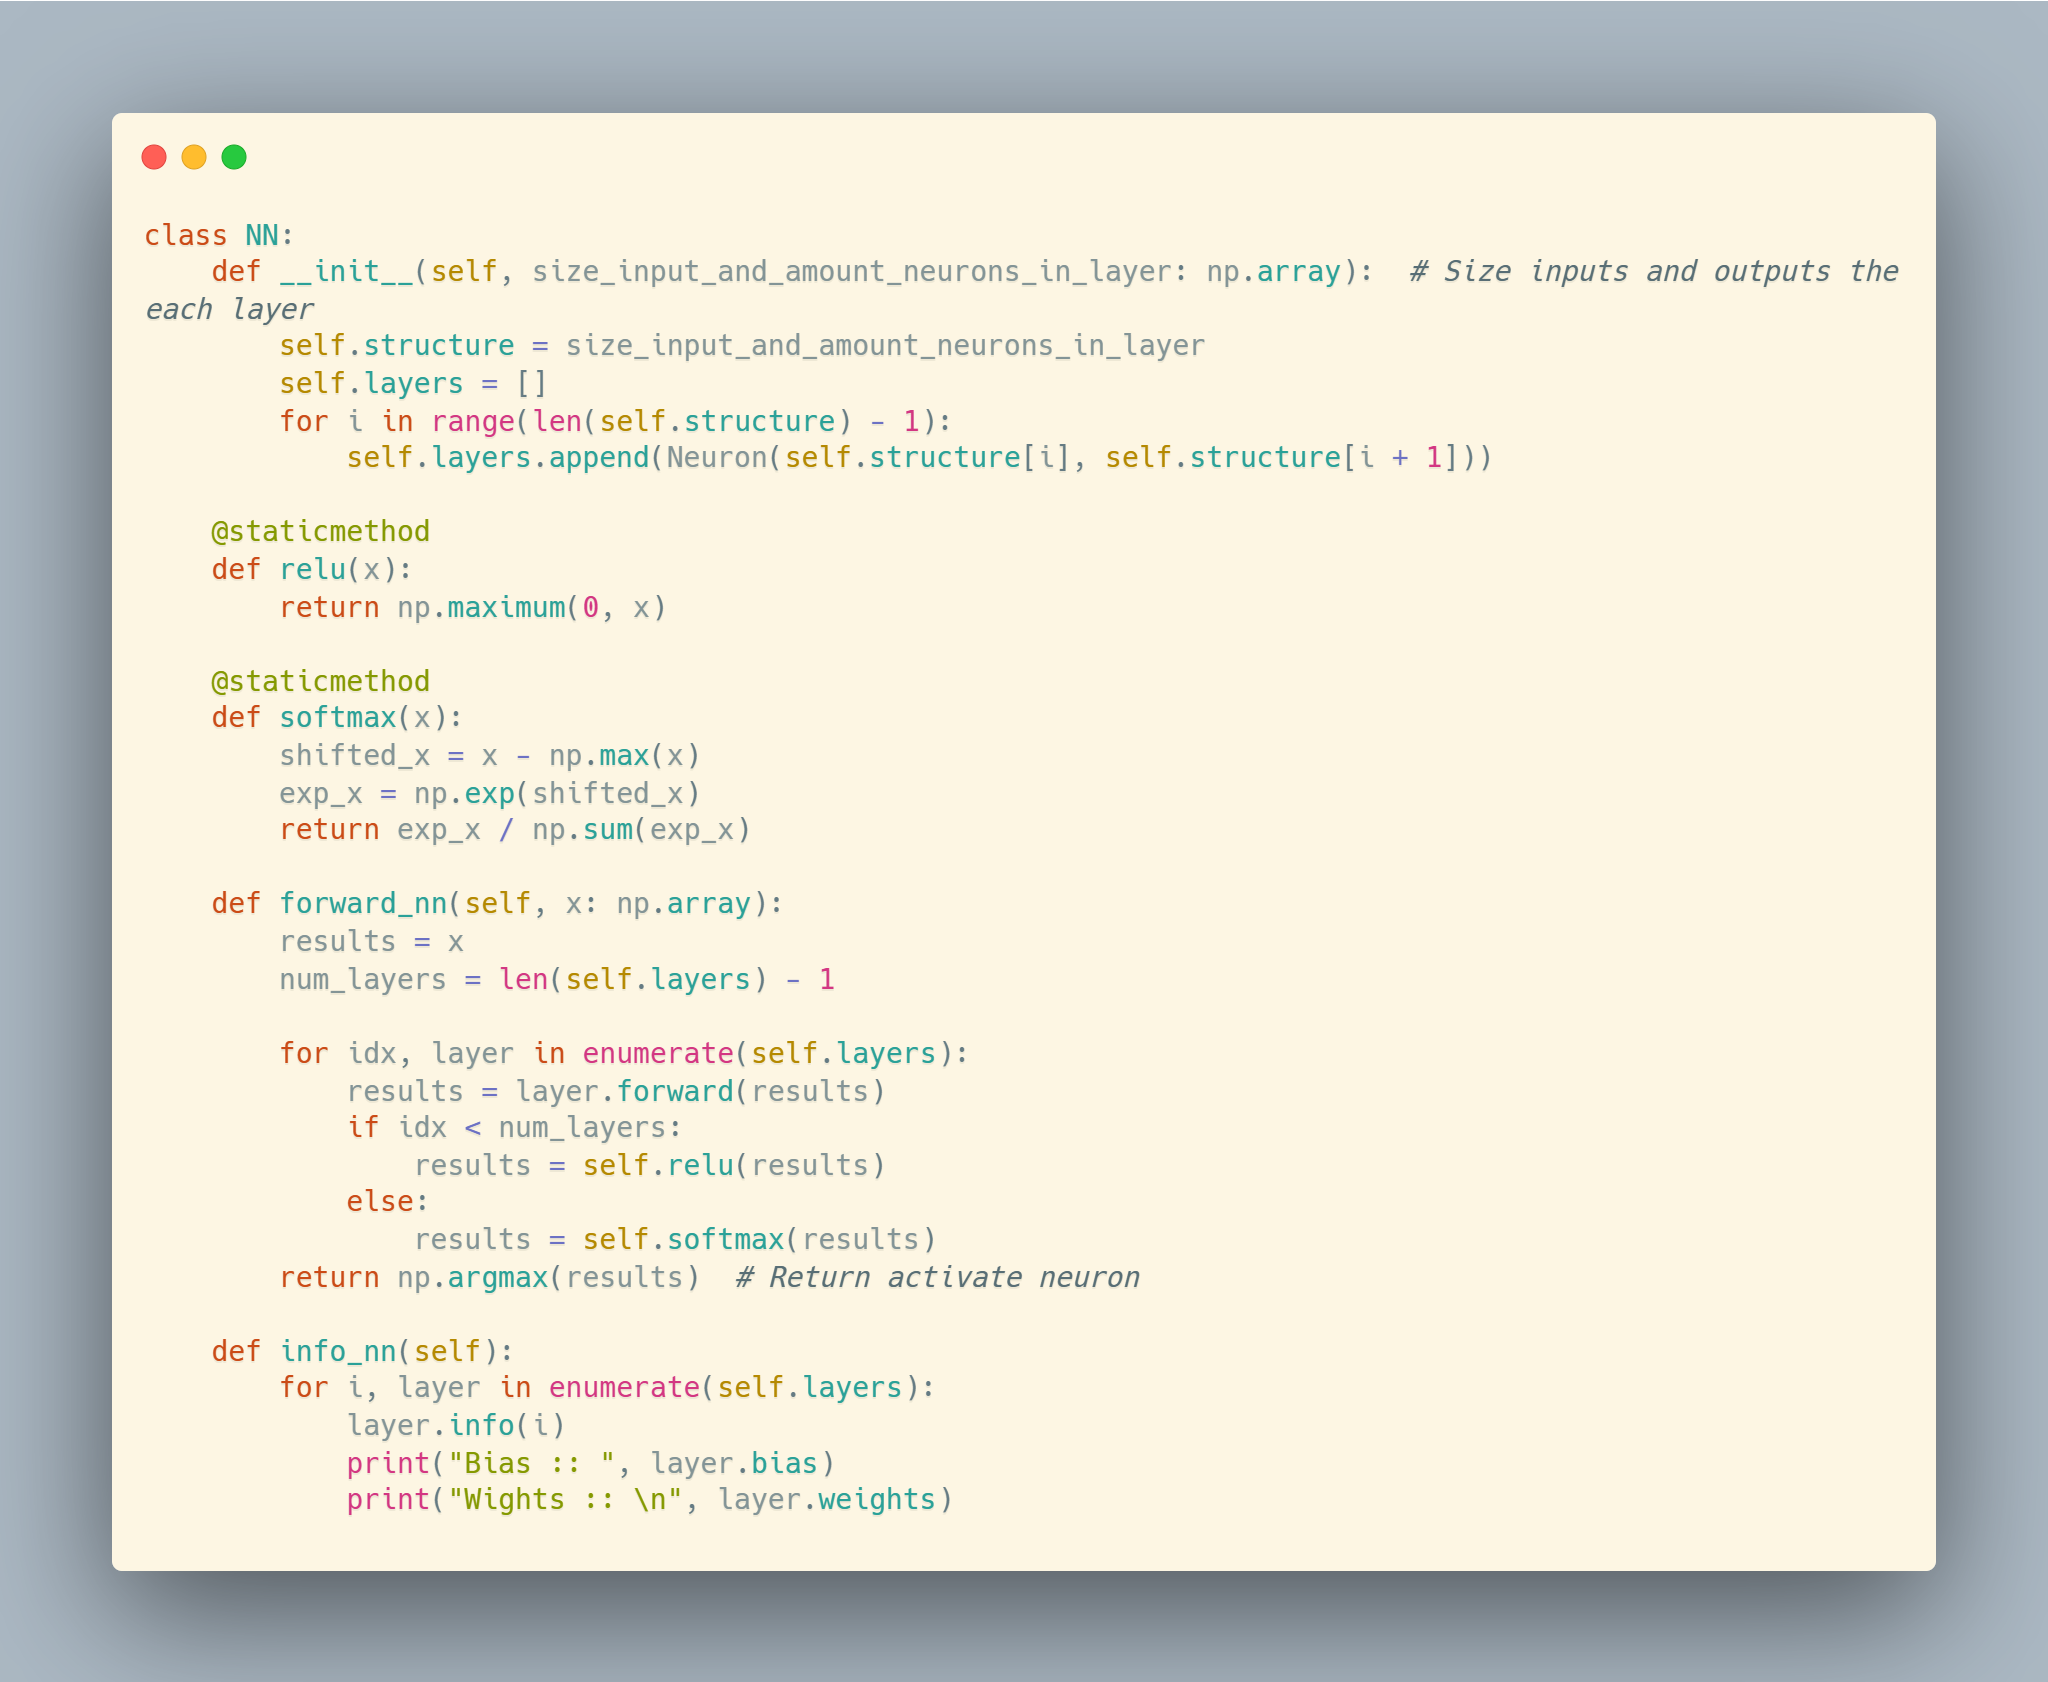 class NN:
    def __init__(self, size_input_and_amount_neurons_in_layer: np.array):  # Size inputs and outputs the
each layer
        self.structure = size_input_and_amount_neurons_in_layer
        self.layers = []
        for i in range(len(self.structure) - 1):
            self.layers.append(Neuron(self.structure[i], self.structure[i + 1]))

    @staticmethod
    def relu(x):
        return np.maximum(0, x)

    @staticmethod
    def softmax(x):
        shifted_x = x - np.max(x)
        exp_x = np.exp(shifted_x)
        return exp_x / np.sum(exp_x)

    def forward_nn(self, x: np.array):
        results = x
        num_layers = len(self.layers) - 1

        for idx, layer in enumerate(self.layers):
            results = layer.forward(results)
            if idx < num_layers:
                results = self.relu(results)
            else:
                results = self.softmax(results)
        return np.argmax(results)  # Return activate neuron

    def info_nn(self):
        for i, layer in enumerate(self.layers):
            layer.info(i)
            print("Bias :: ", layer.bias)
            print("Wights :: \n", layer.weights)